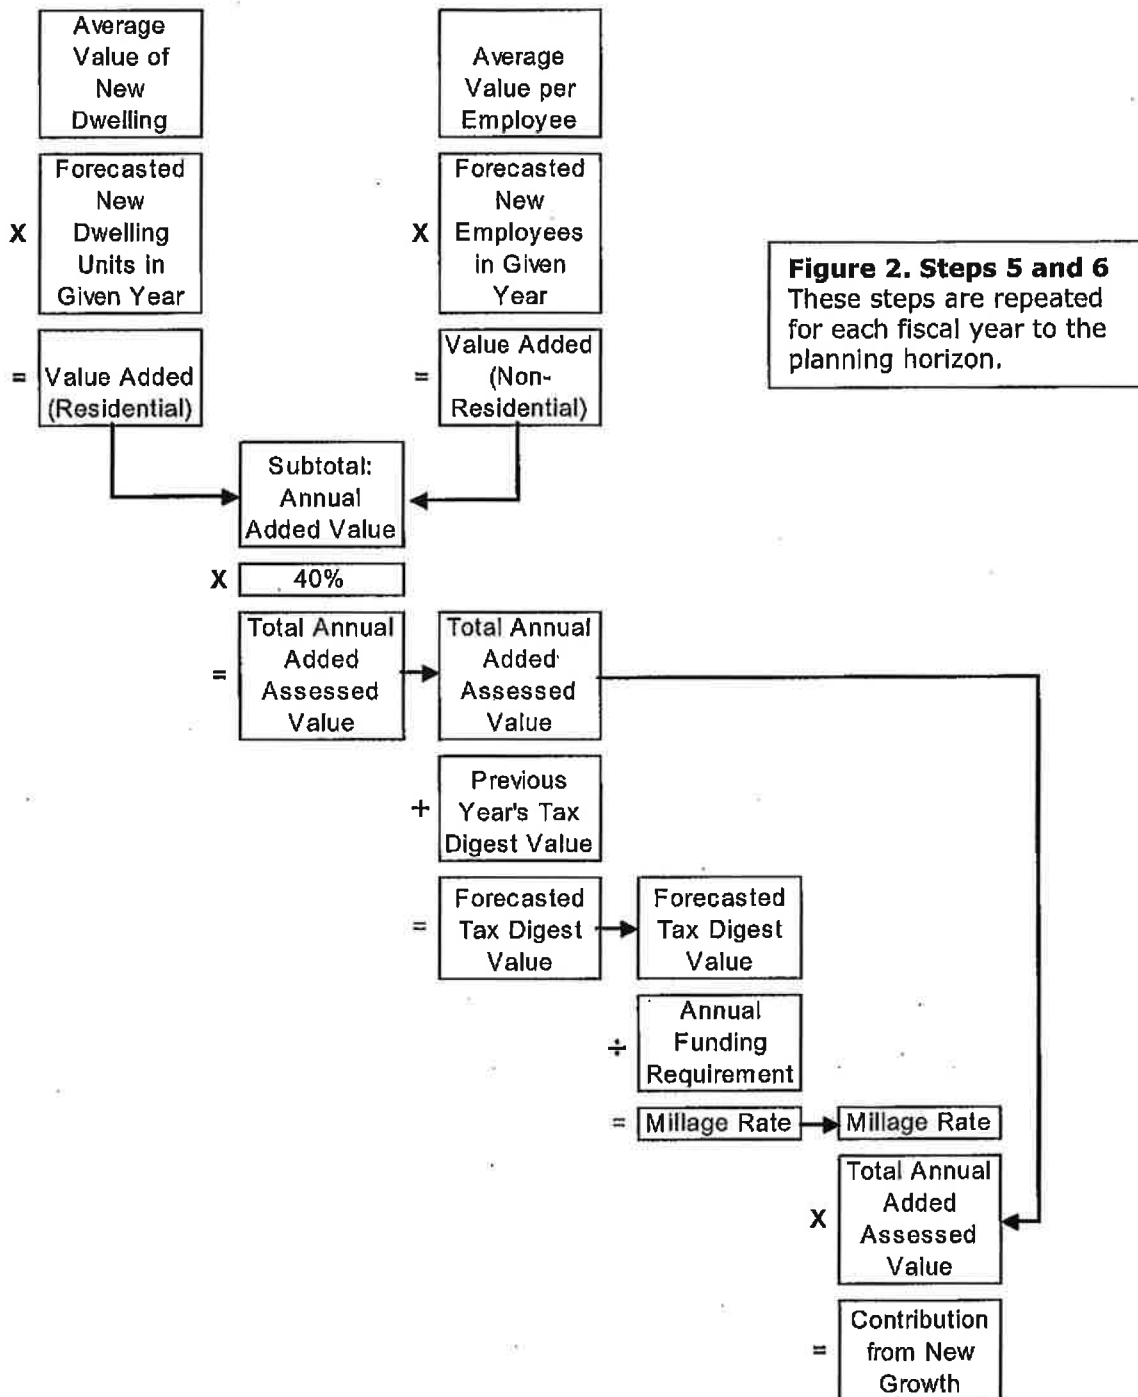 Average
Value of
New
Dwelling
X
Forecasted
New
Dwelling
Units in
Given Year
=
Value Added
(Residential)
Average
Value per
Employee
X
Forecasted
New
Employees
in Given
Year
=
Value Added
(Non-
Residential)
Figure 2. Steps 5 and 6
These steps are repeated
for each fiscal year to the
planning horizon.
Subtotal:
Annual
Added Value
X
40%
=
Total Annual
Added
Assessed
Value
Total Annual
Added
Assessed
Value
+
Previous
Year's Tax
Digest Value
=
Forecasted
Tax Digest
Value
Forecasted
Tax Digest
Value
÷
Annual
Funding
Requirement
=
Millage Rate
Millage Rate
X
Total Annual
Added
Assessed
Value
=
Contribution
from New
Growth